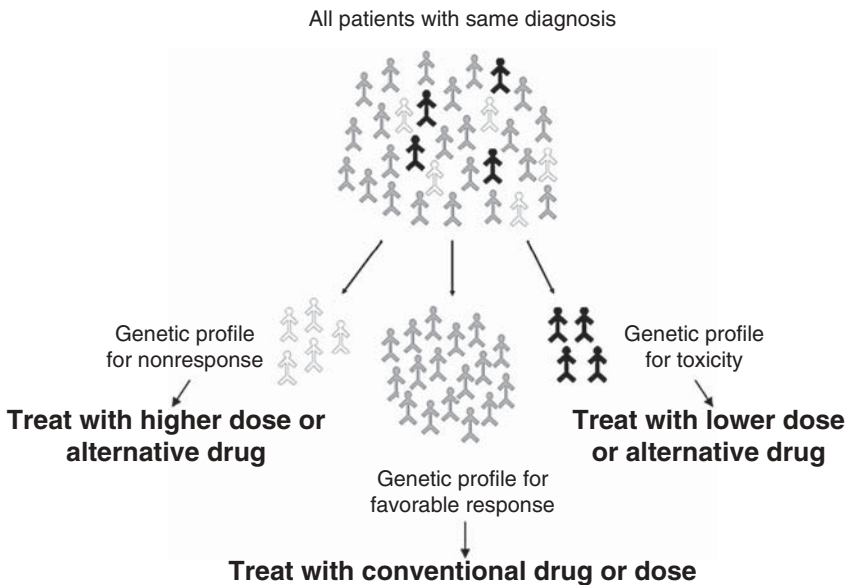 All patients with same diagnosis
Genetic profile
for nonresponse
Treat with higher dose or
alternative drug
Genetic profile for
favorable response
Treat with conventional drug or dose
Genetic profile
for toxicity
Treat with lower dose
or alternative drug